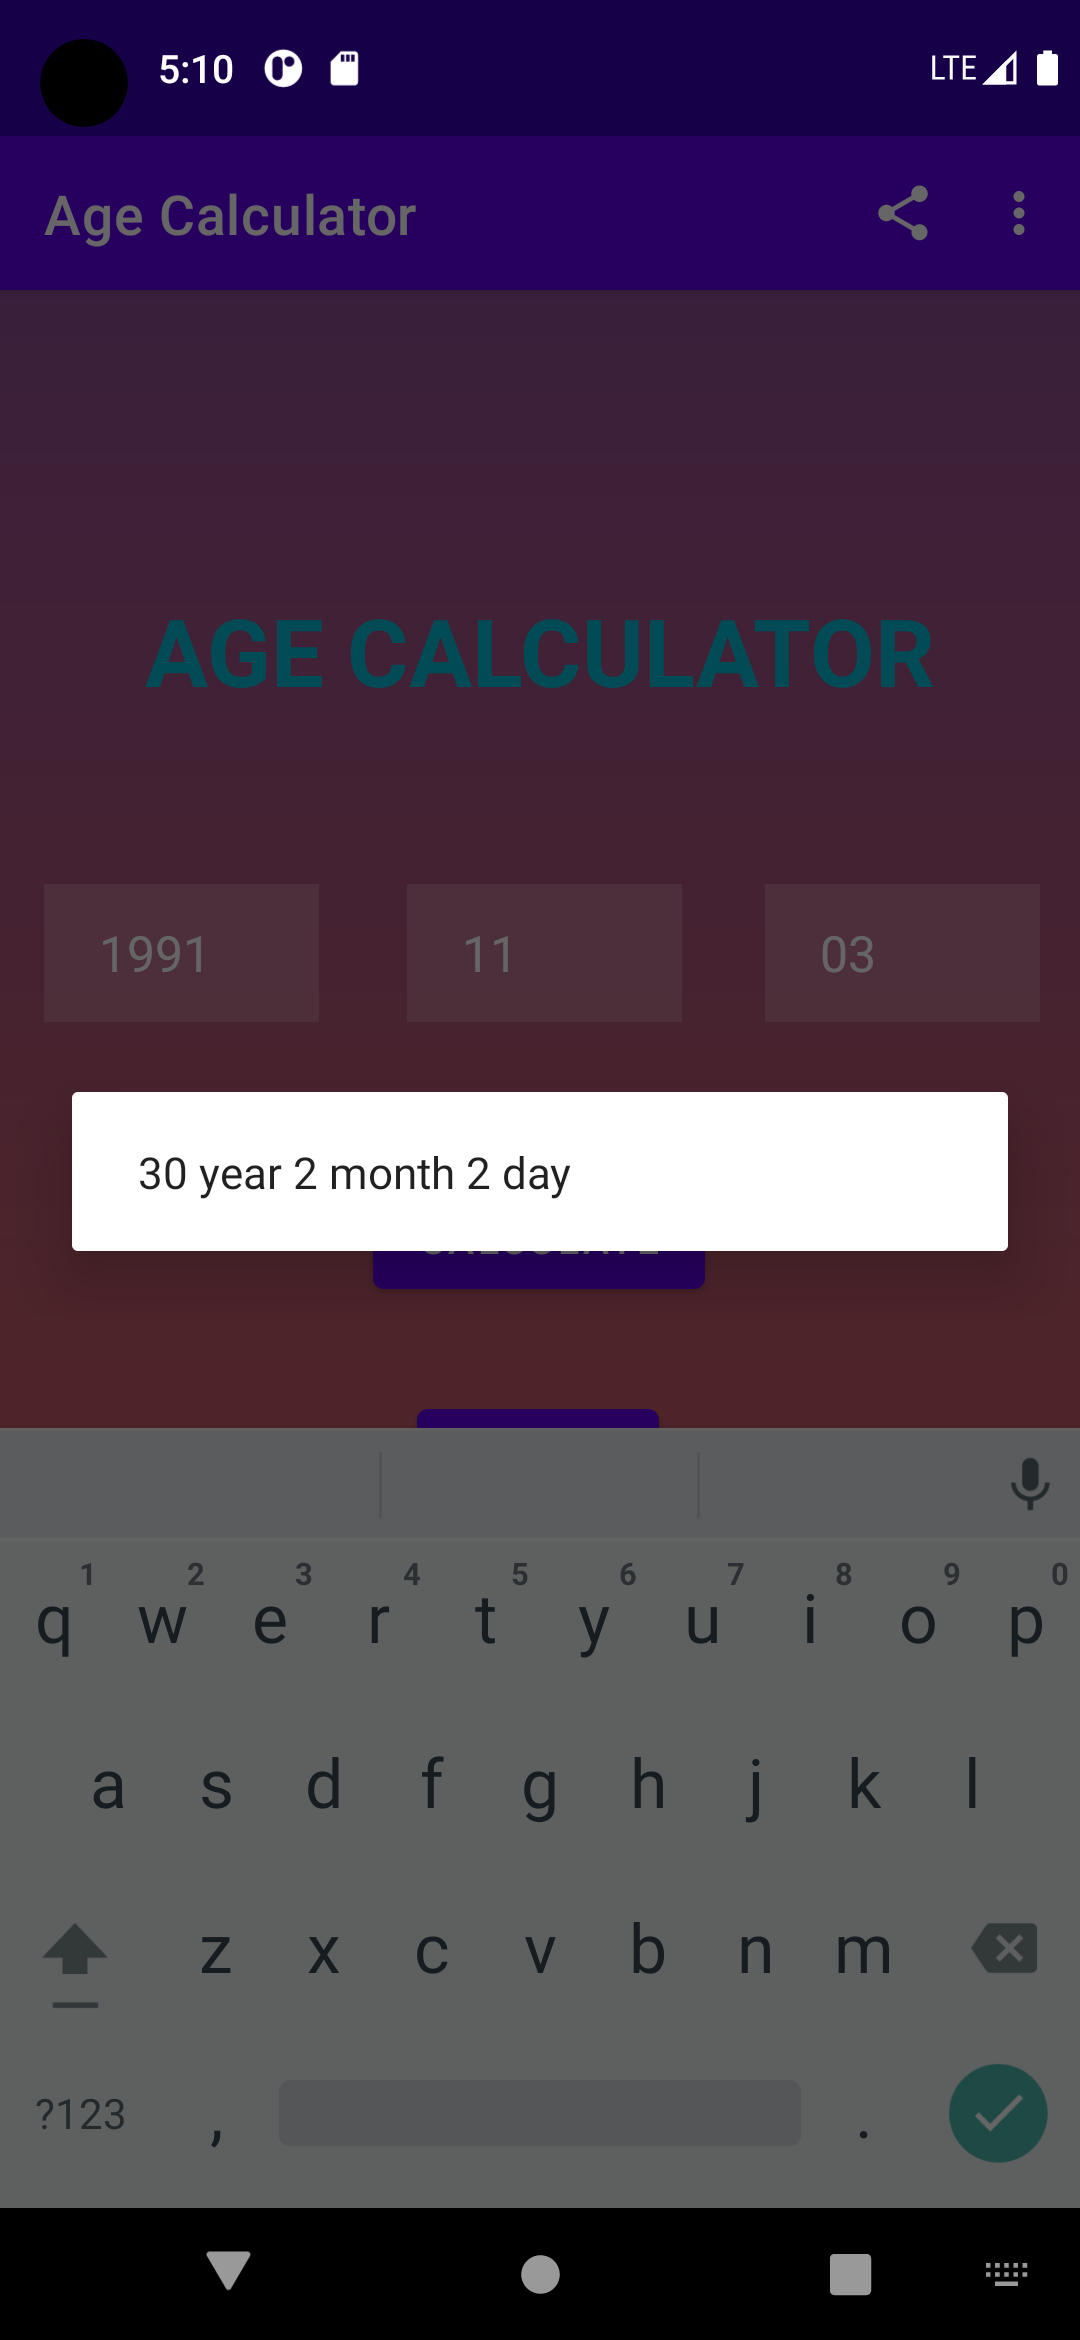 5:10 LTE
Age Calculator
AGE CALCULATOR
1991 11 03
30 year 2 month 2 day
CALCULATE
1 2 3 4 5 6 7 8 9 0
q w e r t y u i o p
a s d f g h j k l
z x c v b n m
?123 , .